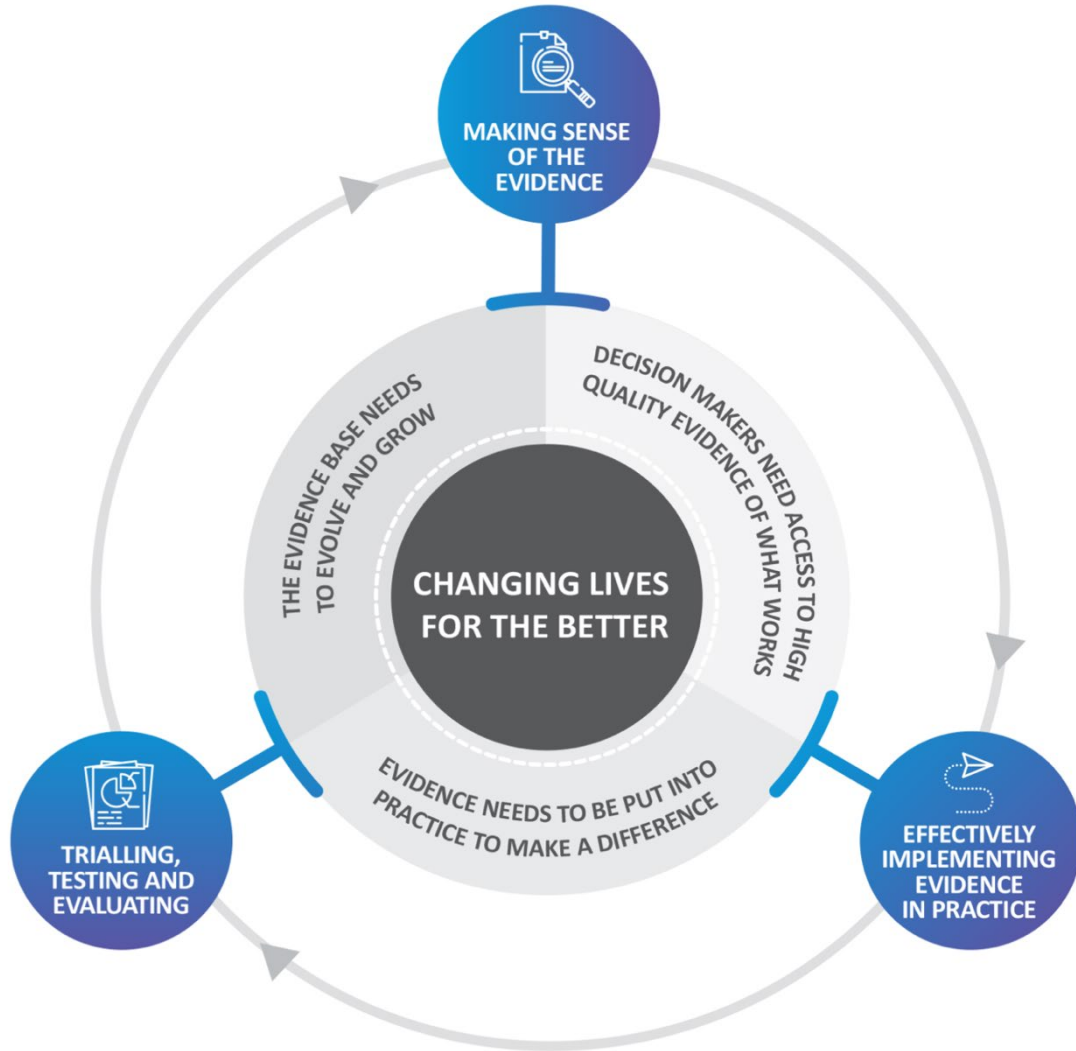 MAKING SENSE
OF THE
EVIDENCE
DECISION MAKERS NEED ACCESS TO HIGH
QUALITY EVIDENCE OF WHAT WORKS
THE EVIDENCE BASE NEEDS
TO EVOLVE AND GROW
CHANGING LIVES
FOR THE BETTER
EVIDENCE NEEDS TO BE PUT INTO
PRACTICE TO MAKE A DIFFERENCE
EFFECTIVELY
IMPLEMENTING
EVIDENCE
IN PRACTICE
TRIALLING,
TESTING AND
EVALUATING